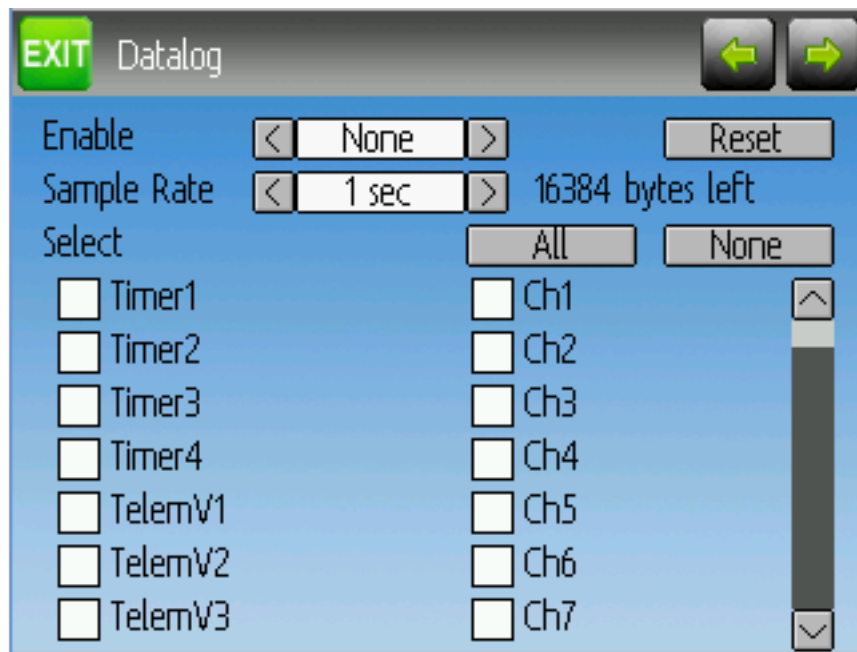 EXIT Datalog
Enable < None > Reset
Sample Rate < 1 sec > 16384 bytes left
Select All None
Timer1 Ch1
Timer2 Ch2
Timer3 Ch3
Timer4 Ch4
TelemV1 Ch5
TelemV2 Ch6
TelemV3 Ch7